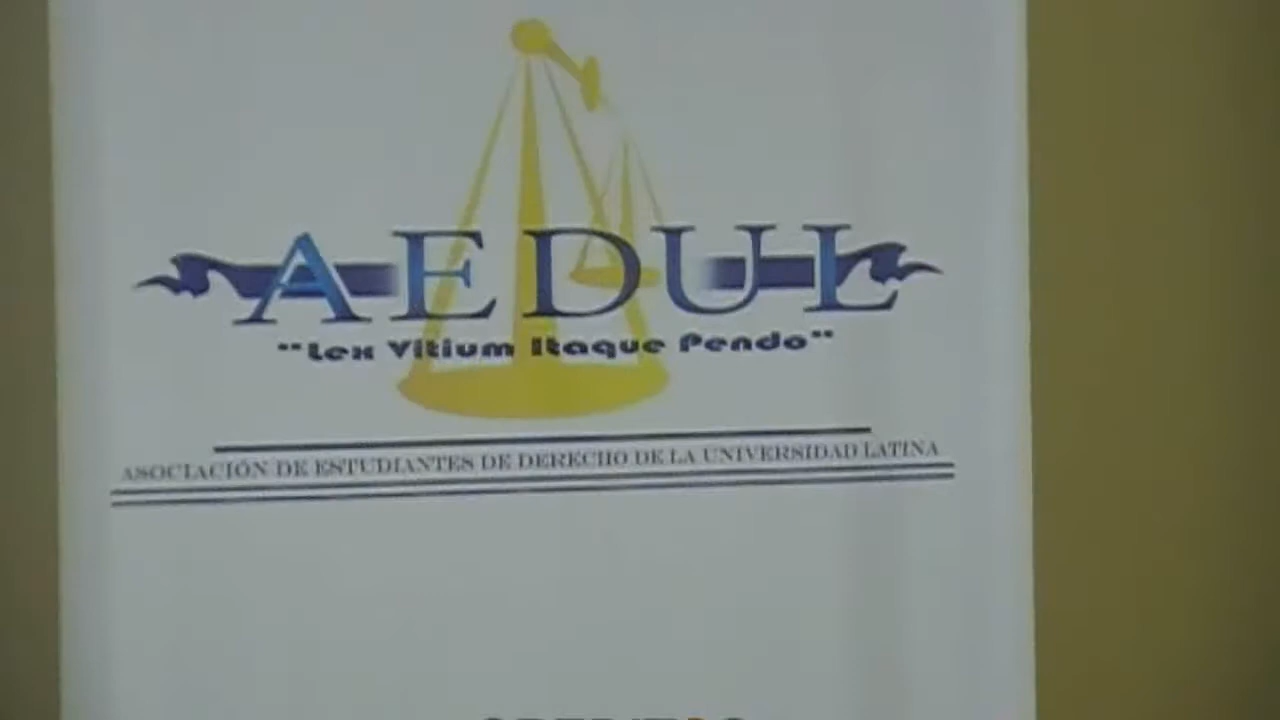 AEDUL
"Lex Vitium Itaque Pendo"
ASOCIACIÓN DE ESTUDIANTES DE DERECHO DE LA UNIVERSIDAD LATINA